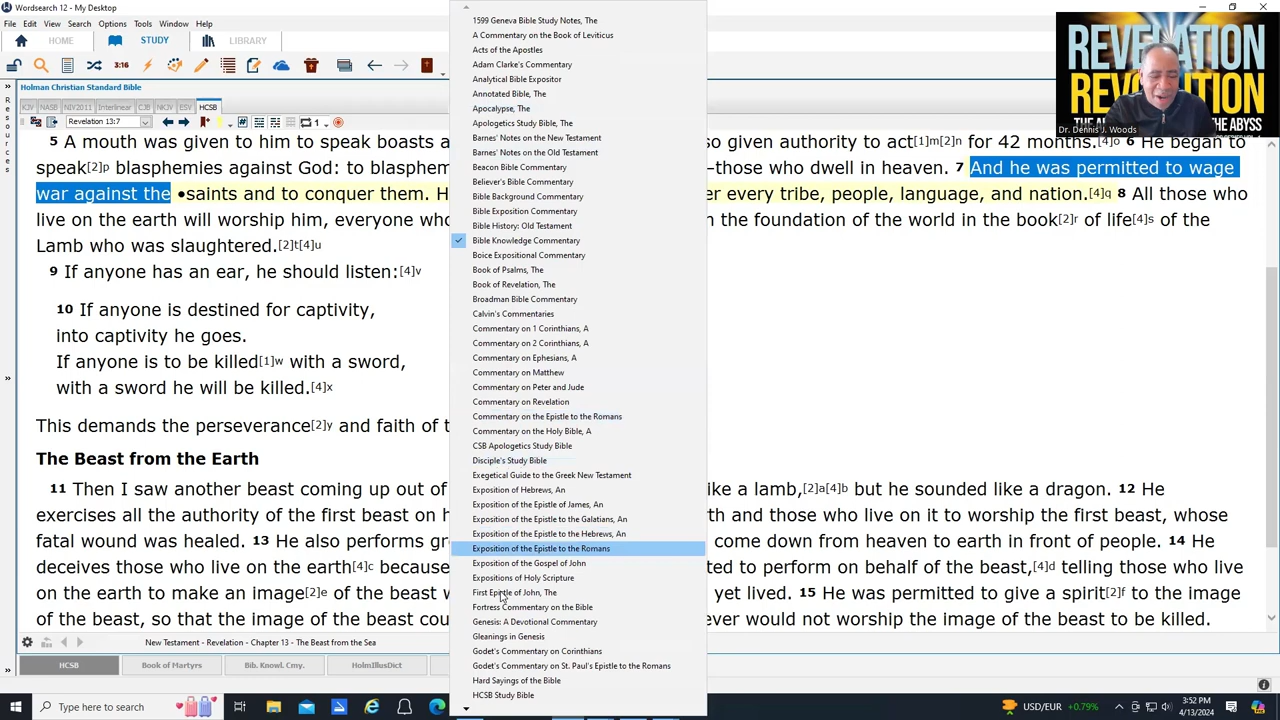 Wordsearch 12 - My Desktop
File Edit View Search Options Tools Window Help
HOME STUDY LIBRARY
3:16
Holman Christian Standard Bible
KJV NASB NIV2011 Interlinear CJB NKJV ESV HCSB
Revelation 13:7
1
Resources
5 A mouth was given to him to speak boasts a
speak[2]p blasphemies against God: to blasphem
war against the •saints and to conquer them. H
live on the earth will worship him, everyone who
Lamb who was slaughtered.[2]t[4]u
9 If anyone has an ear, he should listen:[4]v
10 If anyone is destined for captivity,
into captivity he goes.
If anyone is to be killed[1]w with a sword,
with a sword he will be killed.[4]x
This demands the perseverance[2]y and faith of t
The Beast from the Earth
11 Then I saw another beast coming up out of
exercises all the authority of the first beast on h
fatal wound was healed. 13 He also performs gr
deceives those who live on the earth[4]c because
on the earth to make an image[2]e of the beast
image of the beast, so that the image of the beast cou
1599 Geneva Bible Study Notes, The
A Commentary on the Book of Leviticus
Acts of the Apostles
Adam Clarke's Commentary
Analytical Bible Expositor
Annotated Bible, The
Apocalypse, The
Apologetics Study Bible, The
Barnes' Notes on the New Testament
Barnes' Notes on the Old Testament
Beacon Bible Commentary
Believer's Bible Commentary
Bible Background Commentary
Bible Exposition Commentary
Bible History: Old Testament
Bible Knowledge Commentary
Boice Expositional Commentary
Book of Psalms, The
Book of Revelation, The
Broadman Bible Commentary
Calvin's Commentaries
Commentary on 1 Corinthians, A
Commentary on 2 Corinthians, A
Commentary on Ephesians, A
Commentary on Matthew
Commentary on Peter and Jude
Commentary on Revelation
Commentary on the Epistle to the Romans
Commentary on the Holy Bible, A
CSB Apologetics Study Bible
Disciple's Study Bible
Exegetical Guide to the Greek New Testament
Exposition of Hebrews, An
Exposition of the Epistle of James, An
Exposition of the Epistle to the Galatians, An
Exposition of the Epistle to the Hebrews, An
Exposition of the Epistle to the Romans
Exposition of the Gospel of John
Expositions of Holy Scripture
First Epistle of John, The
Fortress Commentary on the Bible
Genesis: A Devotional Commentary
Gleanings in Genesis
Godet's Commentary on Corinthians
Godet's Commentary on St. Paul's Epistle to the Romans
Hard Sayings of the Bible
HCSB Study Bible
so given authority to act[1]m[2]n for 42 months.[4]o 6 He began to
–those who dwell in heaven. 7 And he was permitted to wage
er every tribe, people, language, and nation.[4]q 8 All those who
n the foundation of the world in the book[2]r of life[4]s of the
like a lamb,[2]a[4]b but he sounded like a dragon. 12 He
th and those who live on it to worship the first beast, whose
come down from heaven to earth in front of people. 14 He
ted to perform on behalf of the beast,[4]d telling those who live
yet lived. 15 He was permitted to give a spirit[2]f to the image
ever would not worship the image of the beast to be killed.
REVELATION
REVOL
THE A
THE ABYSS
Dr. Dennis J. Woods
New Testament - Revelation - Chapter 13 - The Beast from the Sea
HCSB Book of Martyrs Bib. Knowl. Cmy. HolmIllusDict
Type here to search
USD/EUR +0.79%
3:52 PM
4/13/2024